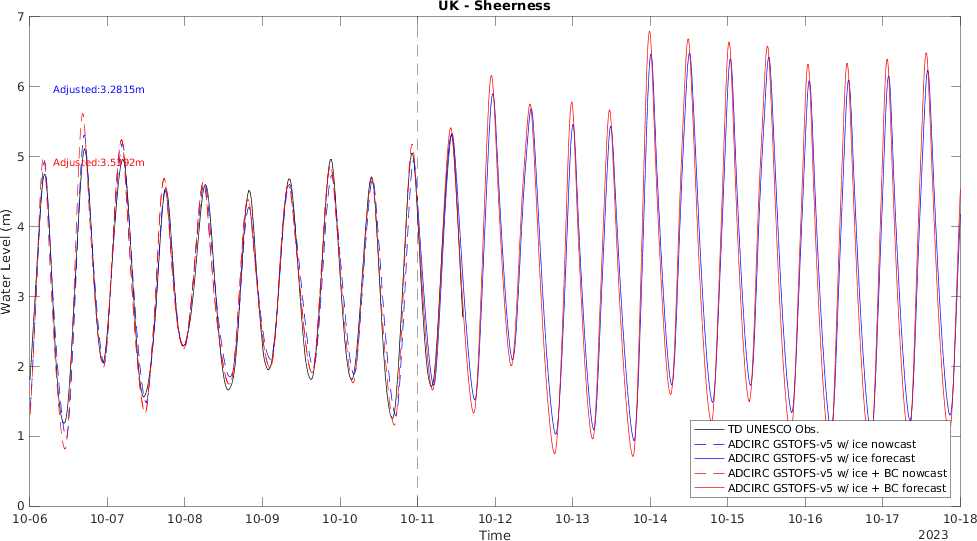 UK - Sheerness
7
6
5
4
3
2
1
0
Water Level (m)
Adjusted:3.2815m
Adjusted:3.5392m
TD UNESCO Obs.
ADCIRC GSTOFS-v5 w/ ice nowcast
ADCIRC GSTOFS-v5 w/ ice forecast
ADCIRC GSTOFS-v5 w/ ice + BC nowcast
ADCIRC GSTOFS-v5 w/ ice + BC forecast
10-06 10-07 10-08 10-09 10-10 10-11 10-12 10-13 10-14 10-15 10-16 10-17 10-18
Time
2023